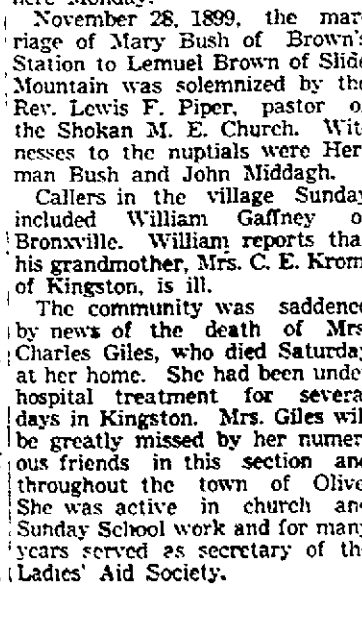 here Monday.
November 28, 1899, the mar-
riage of Mary Bush of Brown's
Station to Lemuel Brown of Slide
Mountain was solemnized by the
Rev. Lewis F. Piper, pastor o
the Shokan M. E. Church. Wit-
nesses to the nuptials were Her-
man Bush and John Middagh.
Callers in the village Sunday
included William Gaffney o
Bronxville. William reports tha
his grandmother, Mrs. C. E. Krom
of Kingston, is ill.
The community was saddene
by news of the death of Mrs
Charles Giles, who died Saturday
at her home. She had been unde
hospital treatment for severa
days in Kingston. Mrs. Giles wil
be greatly missed by her numer
ous friends in this section an
throughout the town of Olive
She was active in church an
Sunday School work and for many
years served as secretary of th
Ladies' Aid Society.